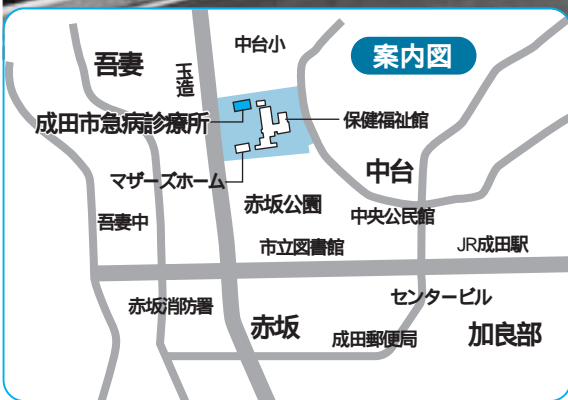 中台小
案内図
吾妻
玉造
成田市急病診療所
保健福祉館
マザーズホーム
中台
赤坂公園
吾妻中
中央公民館
市立図書館
JR成田駅
赤坂消防署
センタービル
赤坂
成田郵便局
加良部